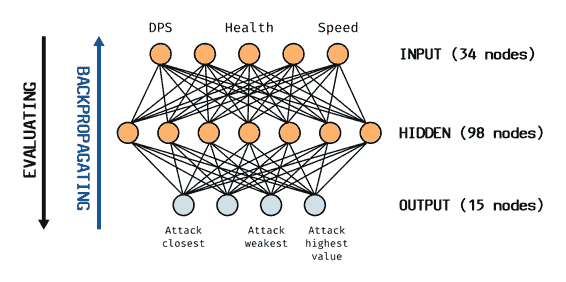 DPS Health Speed
INPUT (34 nodes)
EVALUATING
BACKPROPAGATING
HIDDEN (98 nodes)
OUTPUT (15 nodes)
Attack
closest
Attack
weakest
Attack
highest
value